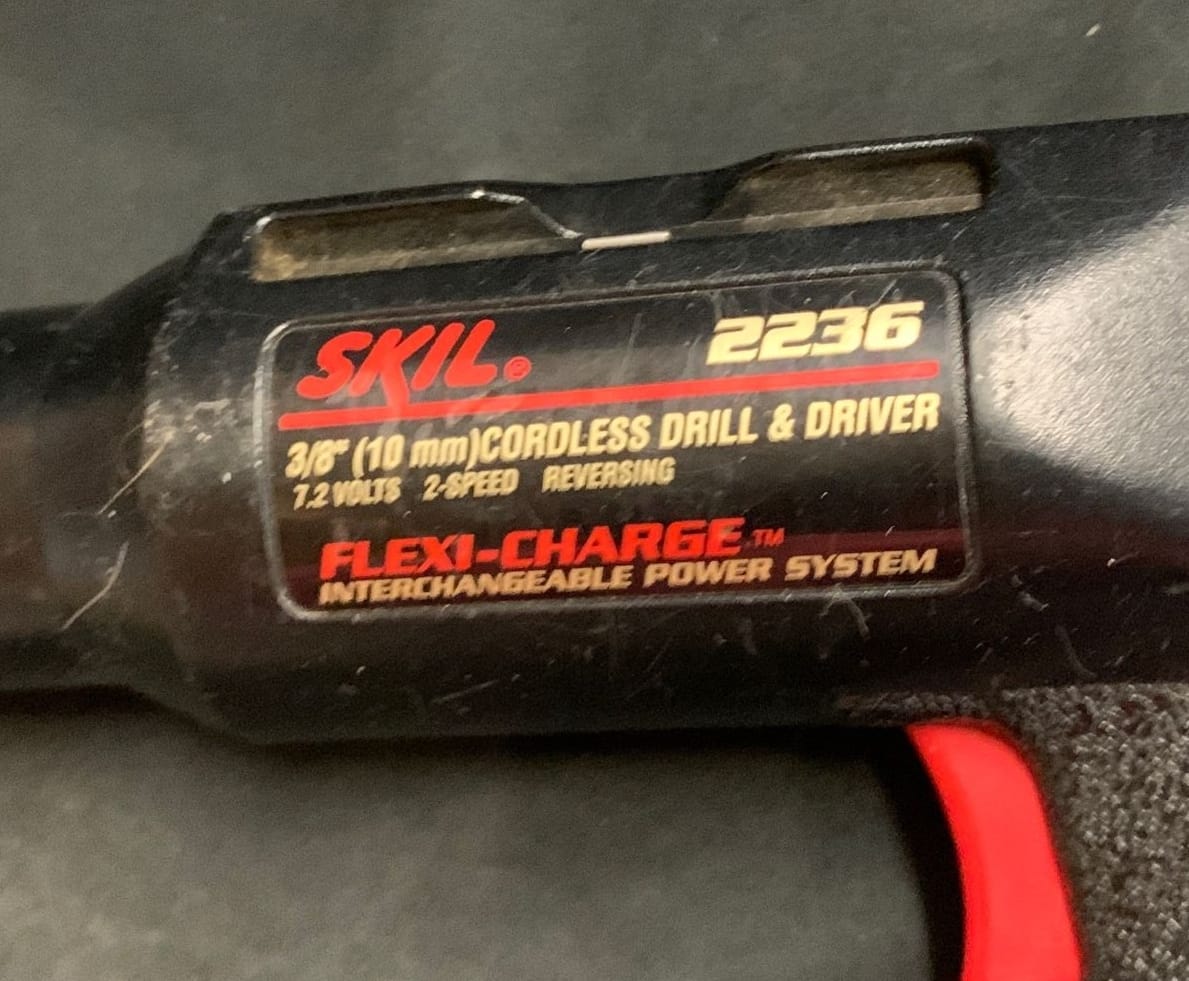 SKIL® 2236
3/8" (10 mm)CORDLESS DRILL & DRIVER
7.2 VOLTS 2-SPEED REVERSING
FLEXI-CHARGE™
INTERCHANGEABLE POWER SYSTEM